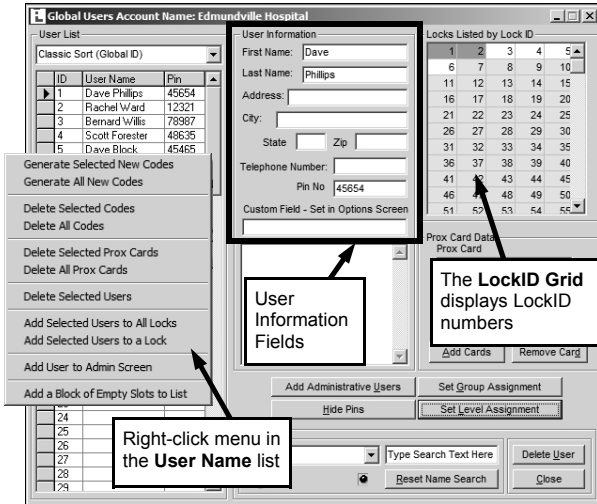 Global Users Account Name: Edmundville Hospital
User List
Classic Sort (Global ID)
ID User Name Pin
1 Dave Phillips 45654
2 Rachel Ward 12321
3 Bernard Willis 78987
4 Scott Forester 48635
5 Dave Block 45465
Generate Selected New Codes
Generate All New Codes
Delete Selected Codes
Delete All Codes
Delete Selected Prox Cards
Delete All Prox Cards
Delete Selected Users
Add Selected Users to All Locks
Add Selected Users to a Lock
Add User to Admin Screen
Add a Block of Empty Slots to List
24
25
26
27
28
29
Right-click menu in
the User Name list
User Information
First Name: Dave
Last Name: Phillips
Address:
City:
State Zip
Telephone Number:
Pin No 45654
Custom Field - Set in Options Screen
User
Information
Fields
Locks Listed by Lock ID
1 2 3 4 5
6 7 8 9 10
11 12 13 14 15
16 17 18 19 20
21 22 23 24 25
26 27 28 29 30
31 32 33 34 35
36 37 38 39 40
41 42 43 44 45
46 47 48 49 50
51 52 53 54 55
Prox Card Data
Prox Card
The LockID Grid
displays LockID
numbers
Add Cards Remove Card
Add Administrative Users Set Group Assignment
Hide Pins Set Level Assignment
Type Search Text Here Delete User
Reset Name Search Close